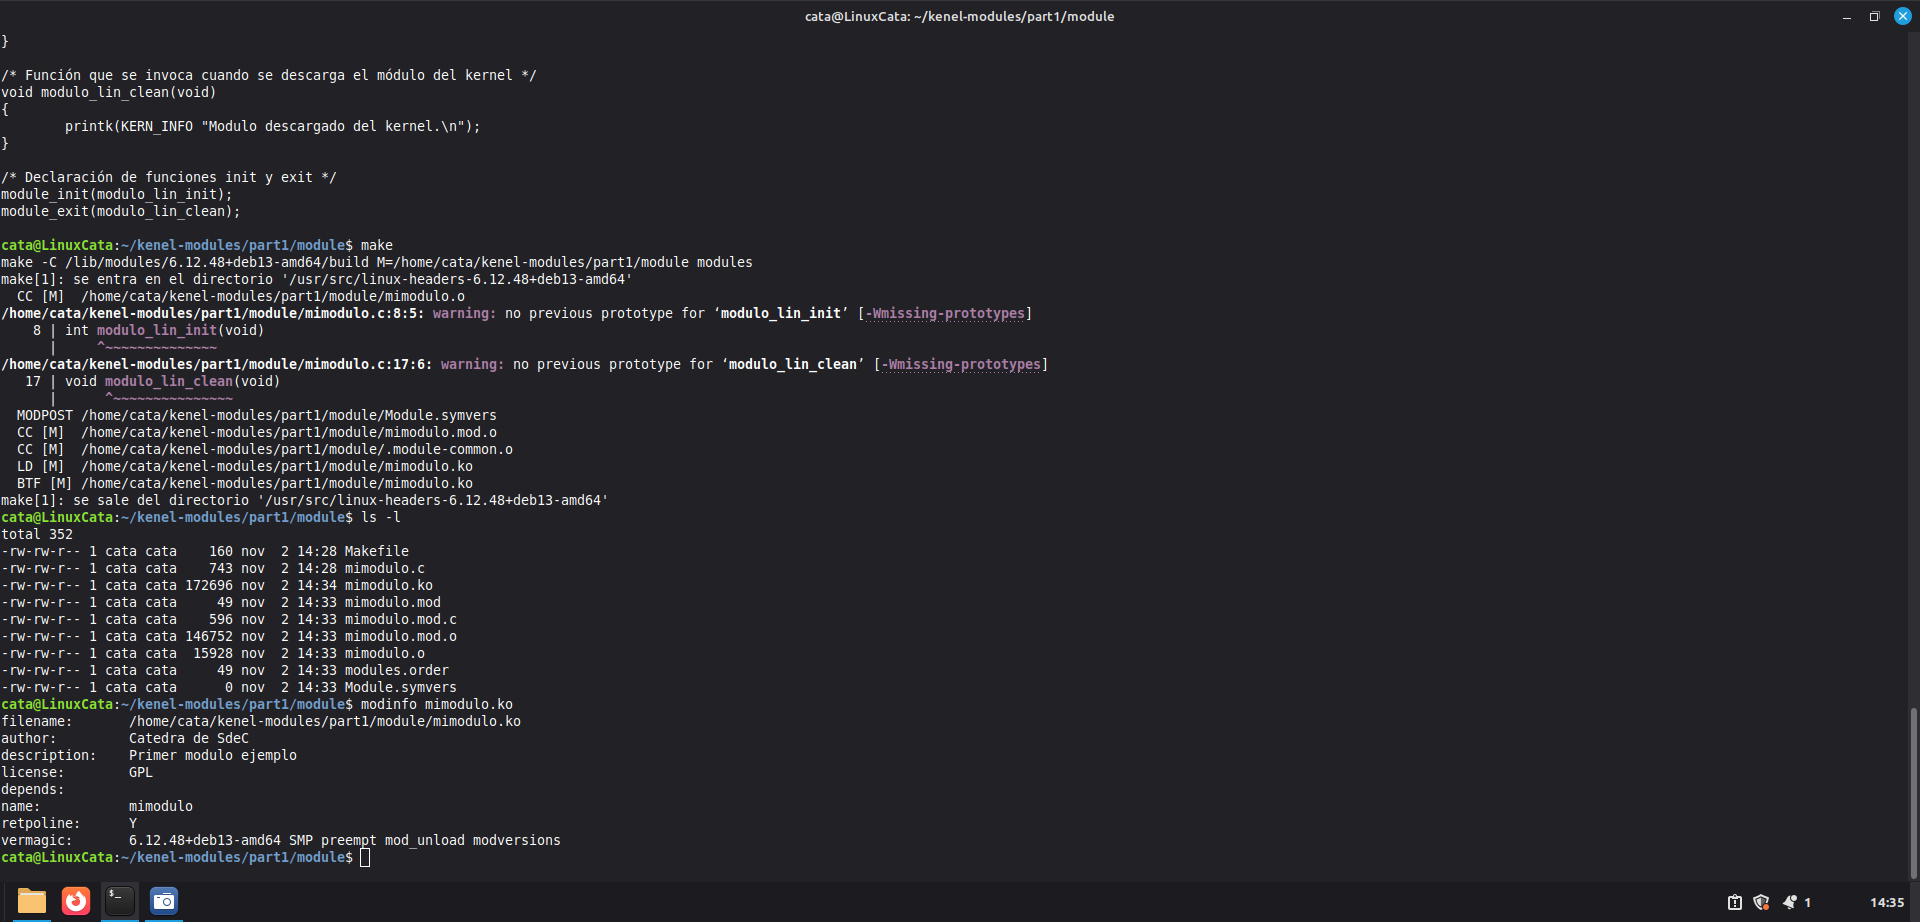 cata@LinuxCata: ~/kenel-modules/part1/module
}
/* Función que se invoca cuando se descarga el módulo del kernel */
void modulo_lin_clean(void)
{
        printk(KERN_INFO "Modulo descargado del kernel.\n");
}
/* Declaración de funciones init y exit */
module_init(modulo_lin_init);
module_exit(modulo_lin_clean);
cata@LinuxCata:~/kenel-modules/part1/module$ make
make -C /lib/modules/6.12.48+deb13-amd64/build M=/home/cata/kenel-modules/part1/module modules
make[1]: se entra en el directorio '/usr/src/linux-headers-6.12.48+deb13-amd64'
  CC [M]  /home/cata/kenel-modules/part1/module/mimodulo.o
/home/cata/kenel-modules/part1/module/mimodulo.c:8:5: warning: no previous prototype for ‘modulo_lin_init’ [-Wmissing-prototypes]
    8 | int modulo_lin_init(void)
      |     ^~~~~~~~~~~~~~~
/home/cata/kenel-modules/part1/module/mimodulo.c:17:6: warning: no previous prototype for ‘modulo_lin_clean’ [-Wmissing-prototypes]
   17 | void modulo_lin_clean(void)
      |      ^~~~~~~~~~~~~~~~
  MODPOST /home/cata/kenel-modules/part1/module/Module.symvers
  CC [M]  /home/cata/kenel-modules/part1/module/mimodulo.mod.o
  CC [M]  /home/cata/kenel-modules/part1/module/.module-common.o
  LD [M]  /home/cata/kenel-modules/part1/module/mimodulo.ko
  BTF [M] /home/cata/kenel-modules/part1/module/mimodulo.ko
make[1]: se sale del directorio '/usr/src/linux-headers-6.12.48+deb13-amd64'
cata@LinuxCata:~/kenel-modules/part1/module$ ls -l
total 352
-rw-rw-r-- 1 cata cata    160 nov  2 14:28 Makefile
-rw-rw-r-- 1 cata cata    743 nov  2 14:28 mimodulo.c
-rw-rw-r-- 1 cata cata 172696 nov  2 14:34 mimodulo.ko
-rw-rw-r-- 1 cata cata     49 nov  2 14:33 mimodulo.mod
-rw-rw-r-- 1 cata cata    596 nov  2 14:33 mimodulo.mod.c
-rw-rw-r-- 1 cata cata 146752 nov  2 14:33 mimodulo.mod.o
-rw-rw-r-- 1 cata cata  15928 nov  2 14:33 mimodulo.o
-rw-rw-r-- 1 cata cata     49 nov  2 14:33 modules.order
-rw-rw-r-- 1 cata cata      0 nov  2 14:33 Module.symvers
cata@LinuxCata:~/kenel-modules/part1/module$ modinfo mimodulo.ko
filename:       /home/cata/kenel-modules/part1/module/mimodulo.ko
author:         Catedra de SdeC
description:    Primer modulo ejemplo
license:        GPL
depends:
name:           mimodulo
retpoline:      Y
vermagic:       6.12.48+deb13-amd64 SMP preempt mod_unload modversions
cata@LinuxCata:~/kenel-modules/part1/module$
$_
1
14:35